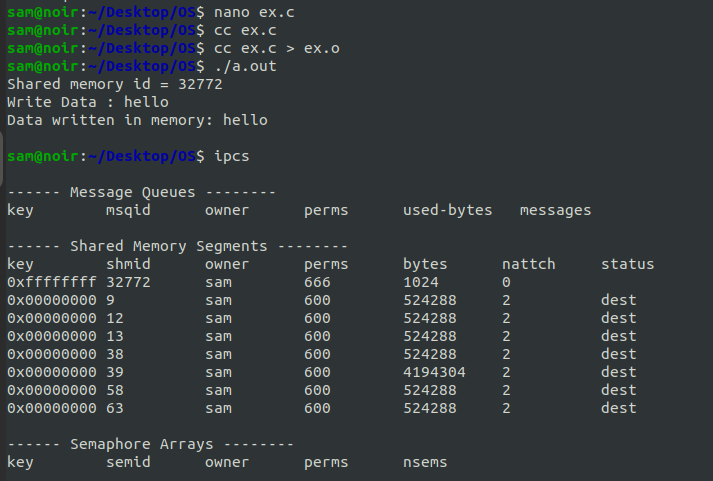 sam@noir:~/Desktop/OS$ nano ex.c
sam@noir:~/Desktop/OS$ cc ex.c
sam@noir:~/Desktop/OS$ cc ex.c > ex.o
sam@noir:~/Desktop/OS$ ./a.out
Shared memory id = 32772
Write Data : hello
Data written in memory: hello
sam@noir:~/Desktop/OS$ ipcs
------ Message Queues --------
key        msqid      owner      perms      used-bytes   messages
------ Shared Memory Segments --------
key        shmid      owner      perms      bytes      nattch     status
0xffffffff 32772      sam        666        1024       0
0x00000000 9          sam        600        524288     2          dest
0x00000000 12         sam        600        524288     2          dest
0x00000000 13         sam        600        524288     2          dest
0x00000000 38         sam        600        524288     2          dest
0x00000000 39         sam        600        4194304    2          dest
0x00000000 58         sam        600        524288     2          dest
0x00000000 63         sam        600        524288     2          dest
------ Semaphore Arrays --------
key        semid      owner      perms      nsems